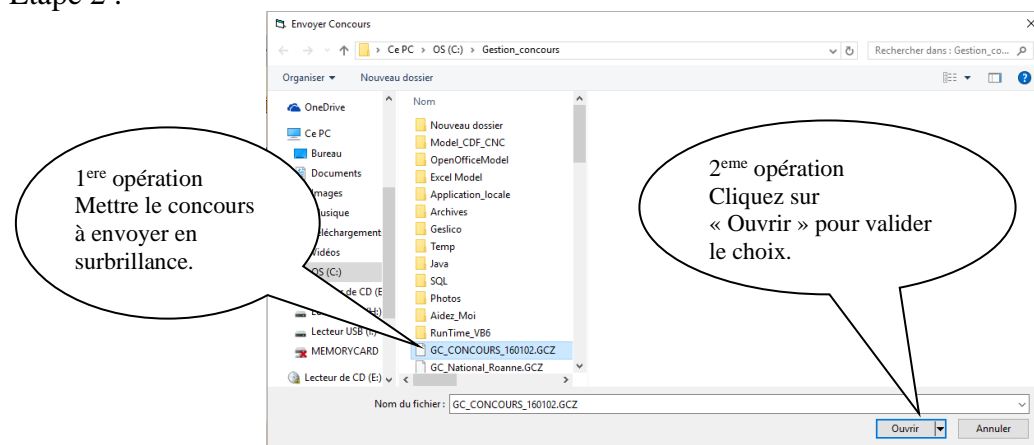 Etape 2 :
Envoyer Concours
Ce PC > OS (C:) > Gestion_concours
Rechercher dans : Gestion_co...
Organiser
Nouveau dossier
OneDrive
Ce PC
Bureau
Documents
Images
Musique
Téléchargement
Vidéos
OS (C:)
de CD (E
Lecteur USB (I:)
MEMORYCARD
Lecteur de CD (E:)
Nom
Nouveau dossier
Model_CDF_CNC
OpenOfficeModel
Excel Model
Application_locale
Archives
Geslico
Temp
Java
SQL
Photos
Aidez_Moi
RunTime_VB6
GC_CONCOURS_160102.GCZ
GC_National_Roanne.GCZ
1ere opération
Mettre le concours
à envoyer en
surbrillance.
2eme opération
Cliquez sur
« Ouvrir » pour valider
le choix.
Nom du fichier : GC_CONCOURS_160102.GCZ
Ouvrir
Annuler